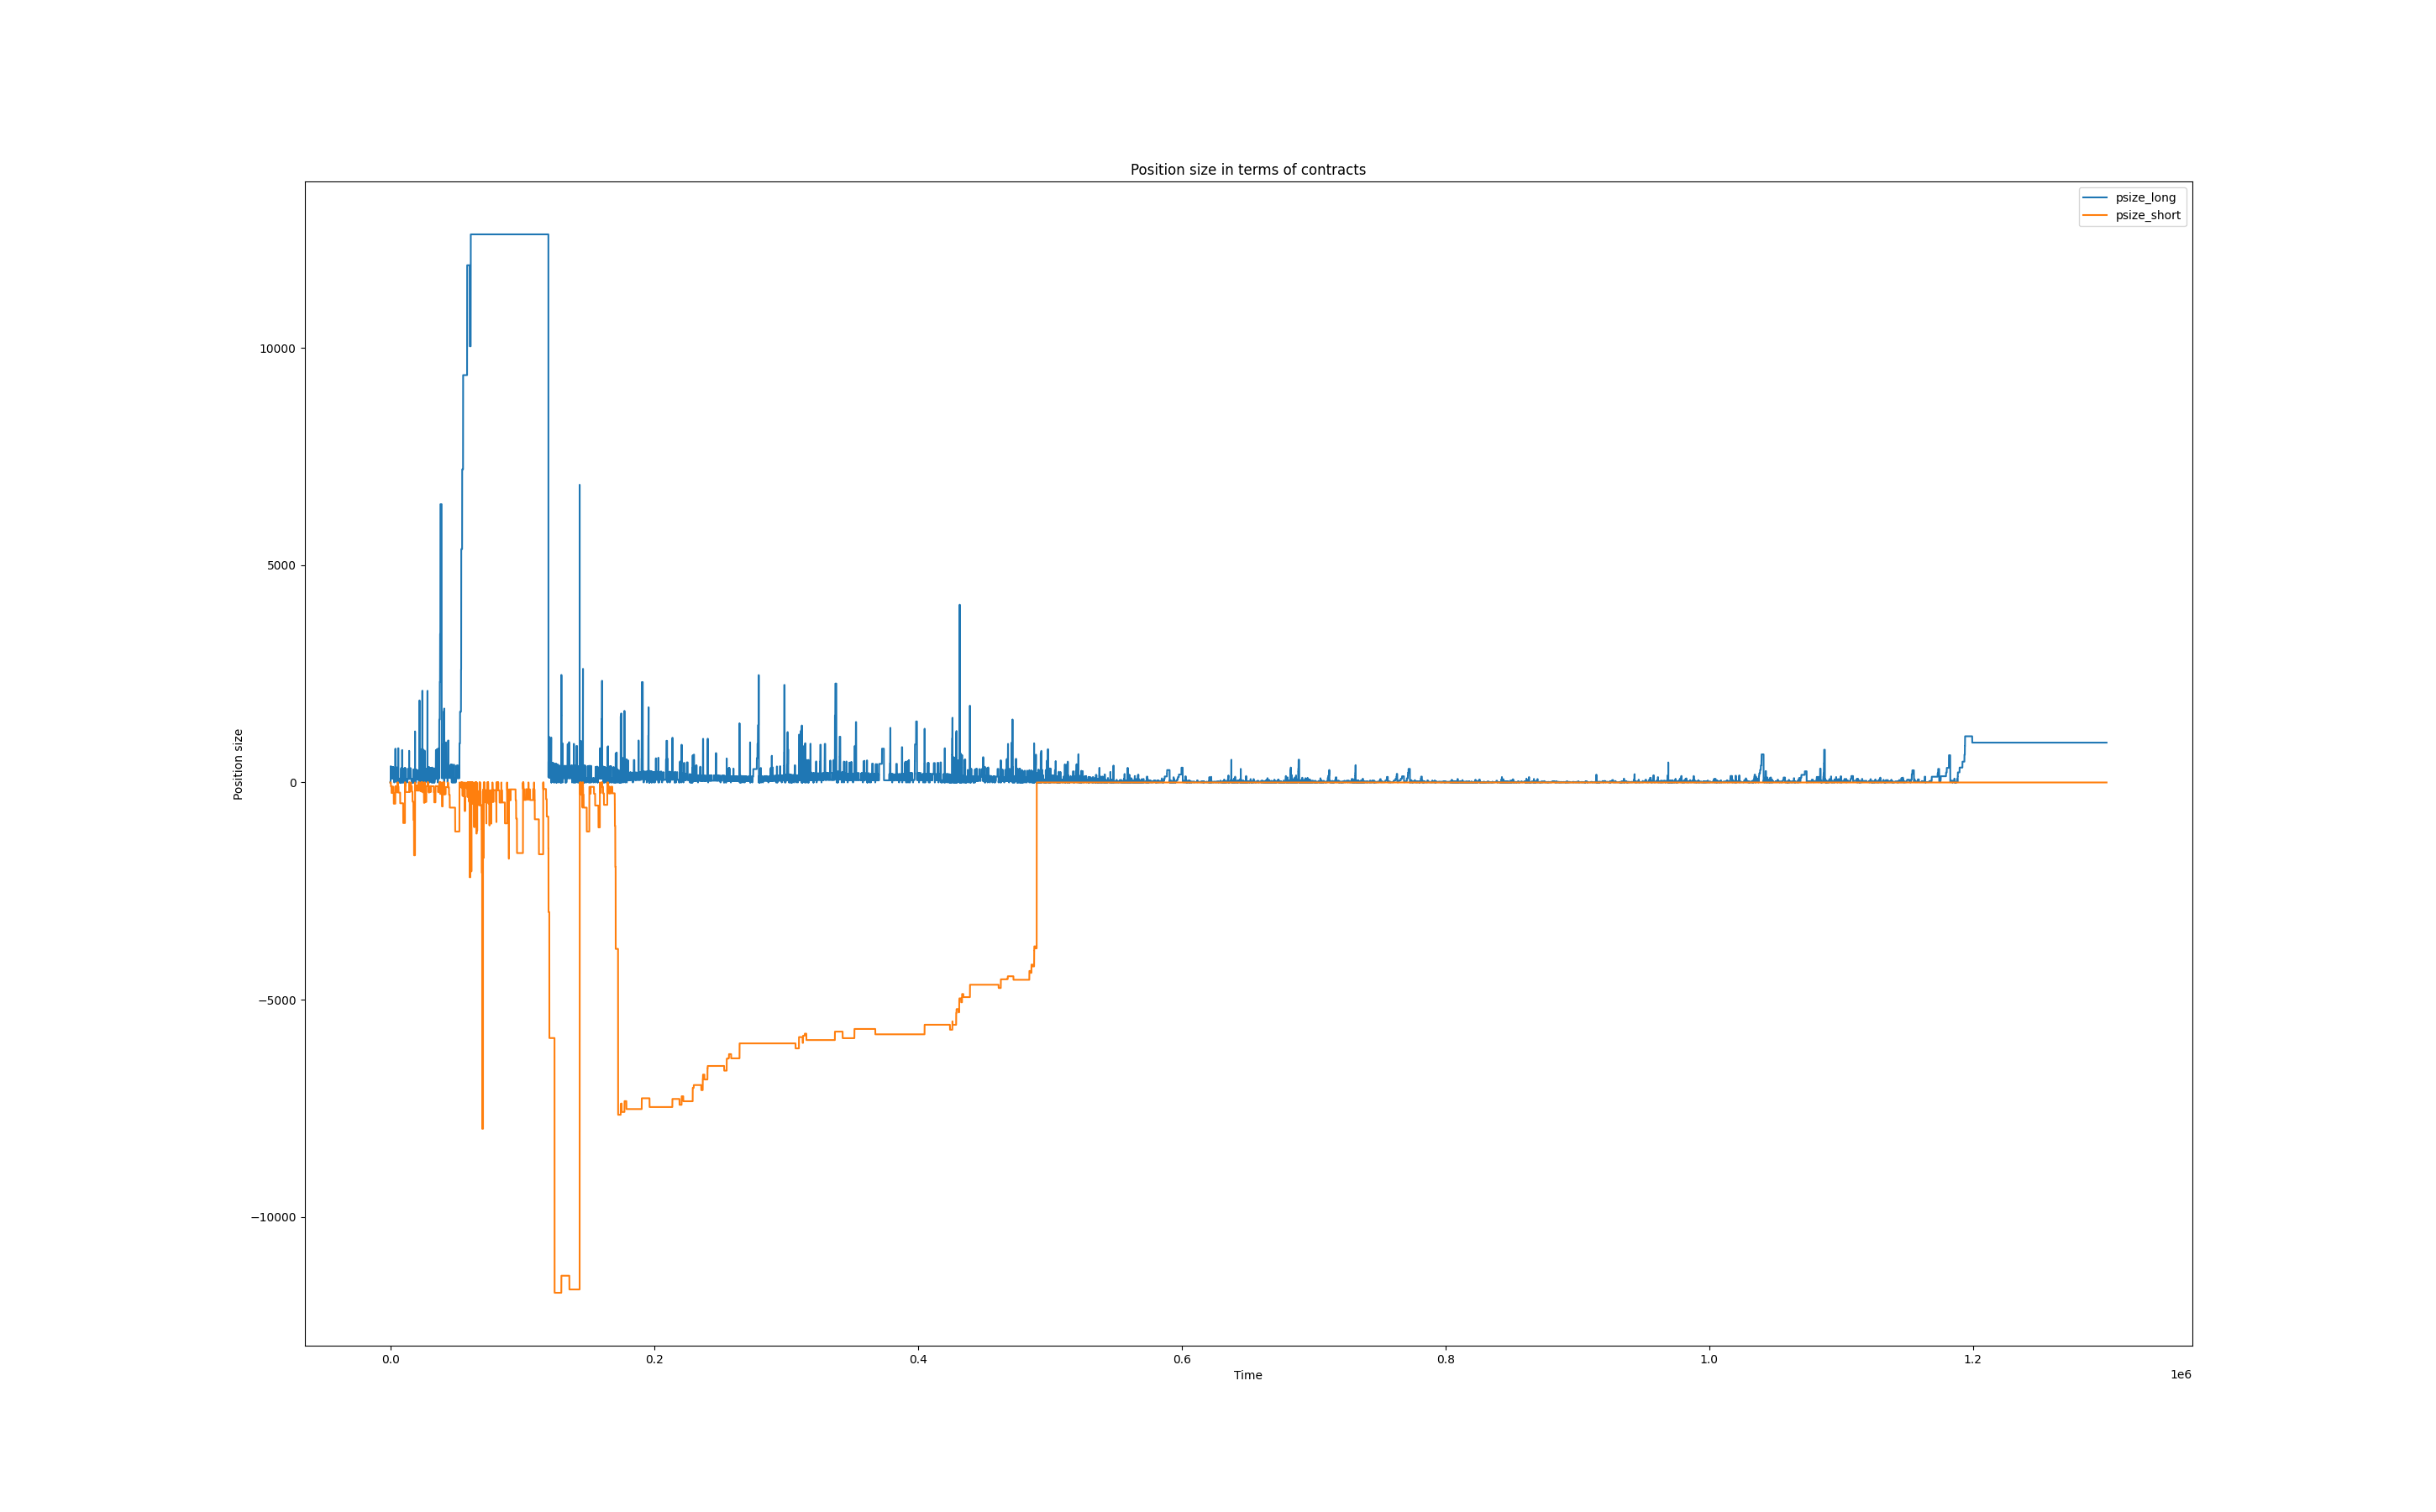 Position size in terms of contracts
psize_long
psize_short
10000
5000
0
−5000
−10000
Position size
0.0
0.2
0.4
0.6
0.8
1.0
1.2
1e6
Time